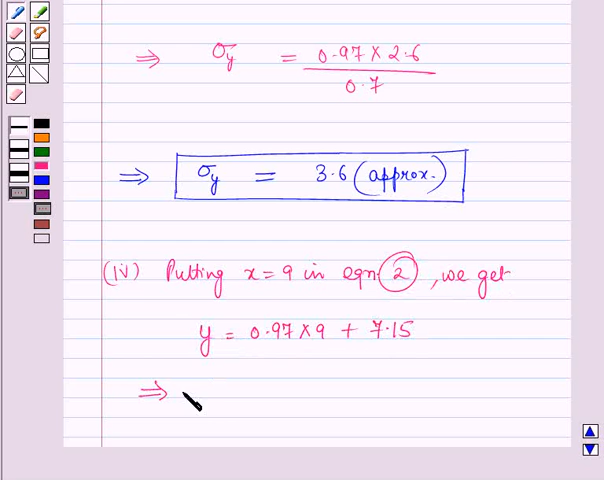 ⇒ σy = 0.97 × 2.6 / 0.7
⇒ σy = 3.6 (approx.)
(iv) Putting x = 9 in eqn. 2, we get
y = 0.97 × 9 + 7.15
⇒